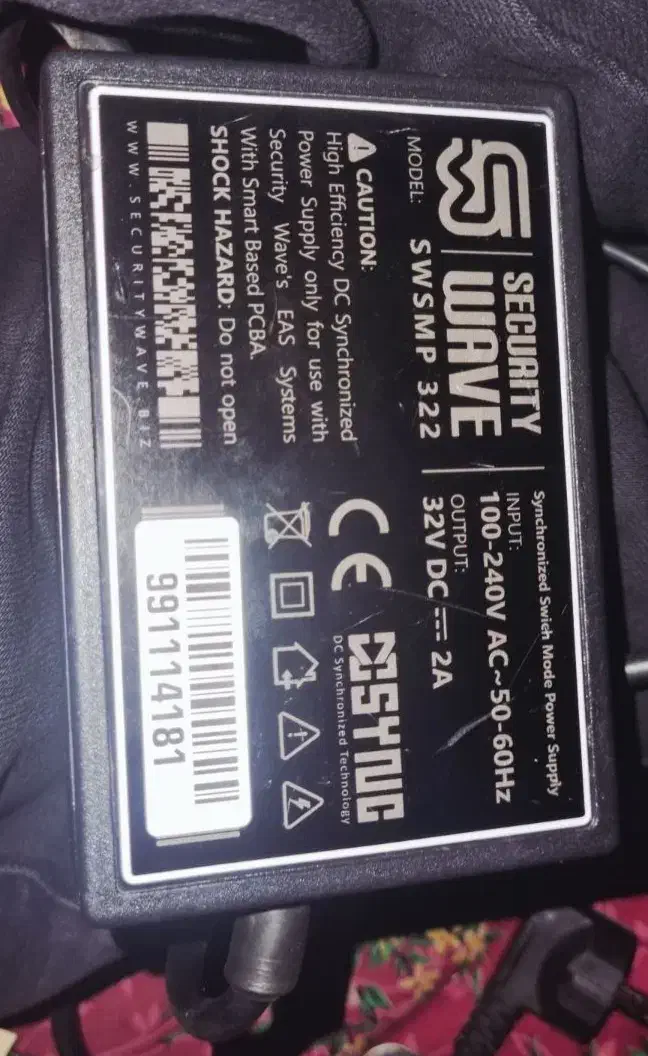 SECURITY
WAVE
MODEL: SWSMP 322
⚠ CAUTION:
High Efficiency DC Synchronized
Power Supply only for use with
Security Wave's EAS Systems
With Smart Based PCBA.
SHOCK HAZARD: Do not open
WWW.SECURITYWAVE.BIZ
Synchronized Swich Mode Power Supply
INPUT:
100-240V AC~50-60Hz
OUTPUT:
32V DC⎓2A
CE
SYNC
DC Synchronized Technology
991114181